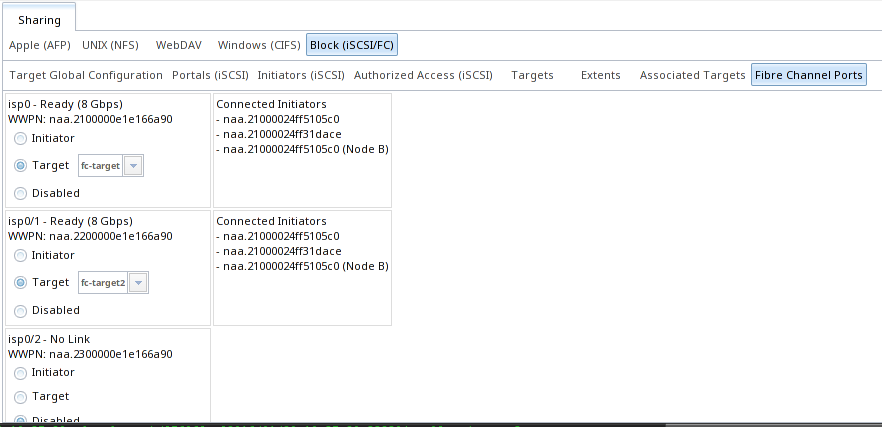 Sharing
Apple (AFP) UNIX (NFS) WebDAV Windows (CIFS) Block (iSCSI/FC)
Target Global Configuration Portals (iSCSI) Initiators (iSCSI) Authorized Access (iSCSI) Targets Extents Associated Targets Fibre Channel Ports
isp0 - Ready (8 Gbps)
WWPN: naa.2100000e1e166a90
Initiator
Target fc-target
Disabled
Connected Initiators
- naa.21000024ff5105c0
- naa.21000024ff31dace
- naa.21000024ff5105c0 (Node B)
isp0/1 - Ready (8 Gbps)
WWPN: naa.2200000e1e166a90
Initiator
Target fc-target2
Disabled
Connected Initiators
- naa.21000024ff5105c0
- naa.21000024ff31dace
- naa.21000024ff5105c0 (Node B)
isp0/2 - No Link
WWPN: naa.2300000e1e166a90
Initiator
Target
Disabled